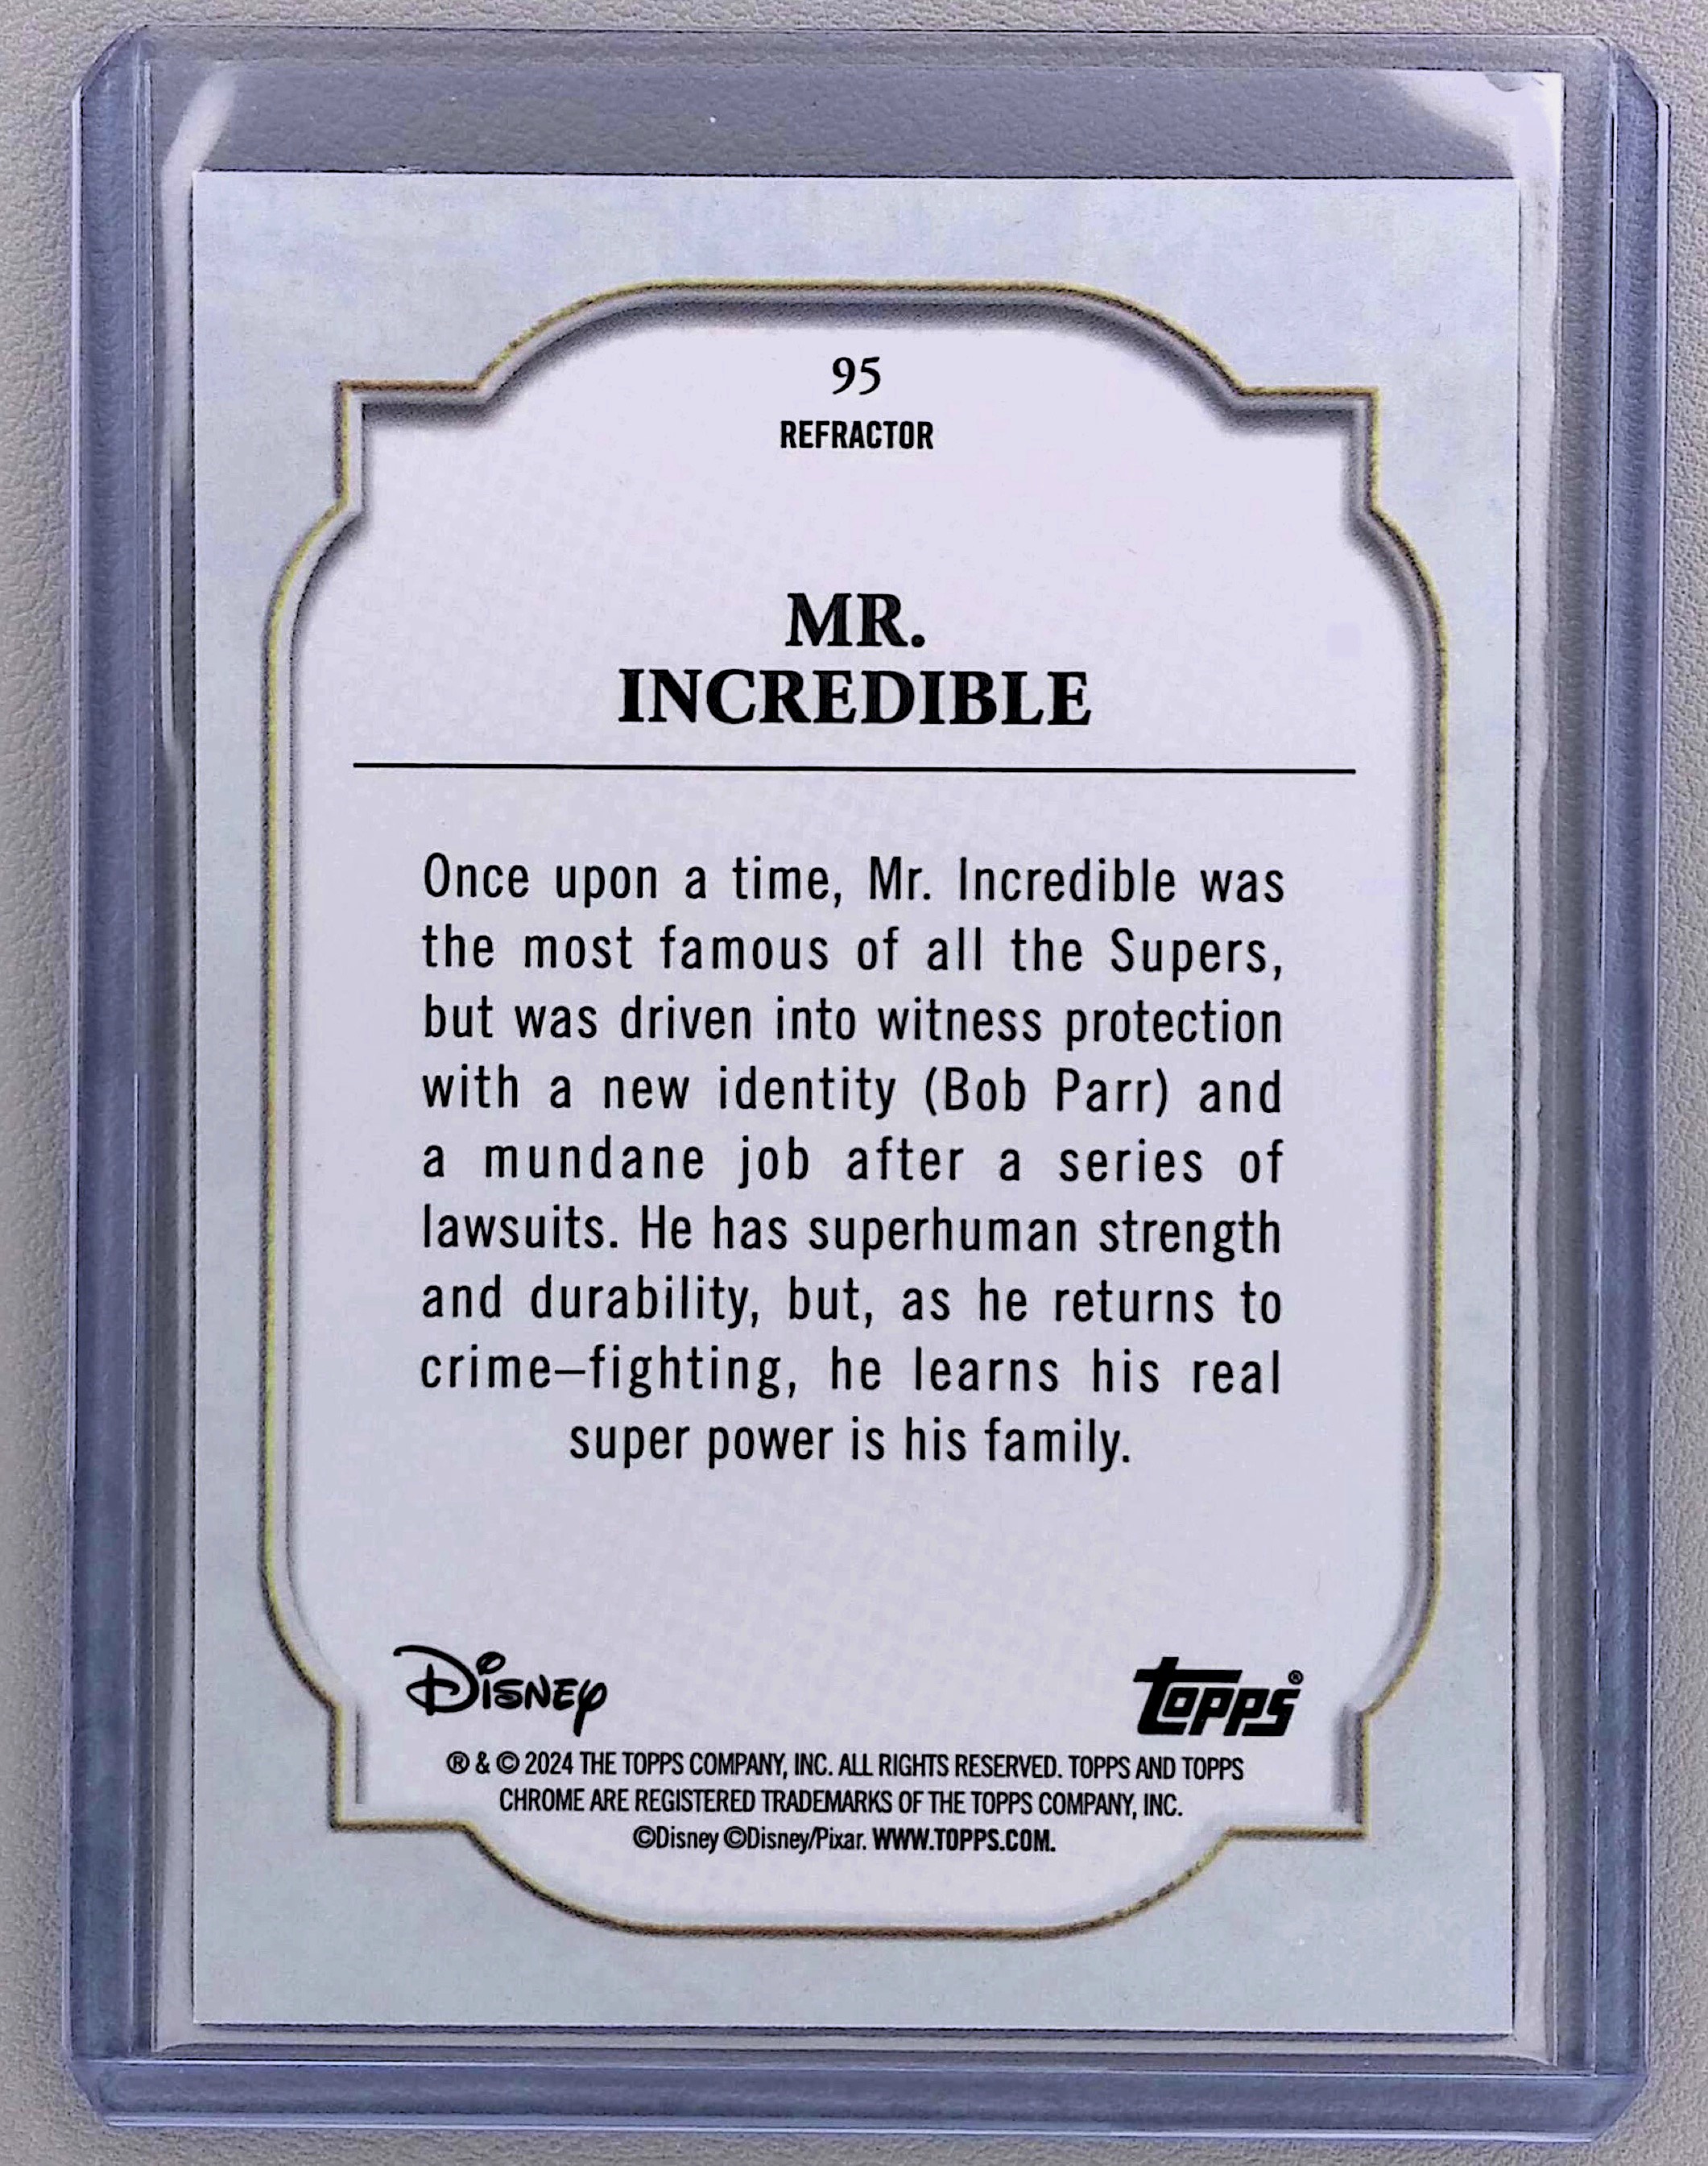 95
REFRACTOR
MR.
INCREDIBLE
Once upon a time, Mr. Incredible was
the most famous of all the Supers,
but was driven into witness protection
with a new identity (Bob Parr) and
a mundane job after a series of
lawsuits. He has superhuman strength
and durability, but, as he returns to
crime–fighting, he learns his real
super power is his family.
Disney
topps®
® & © 2024 THE TOPPS COMPANY, INC. ALL RIGHTS RESERVED. TOPPS AND TOPPS
CHROME ARE REGISTERED TRADEMARKS OF THE TOPPS COMPANY, INC.
©Disney ©Disney/Pixar. WWW.TOPPS.COM.